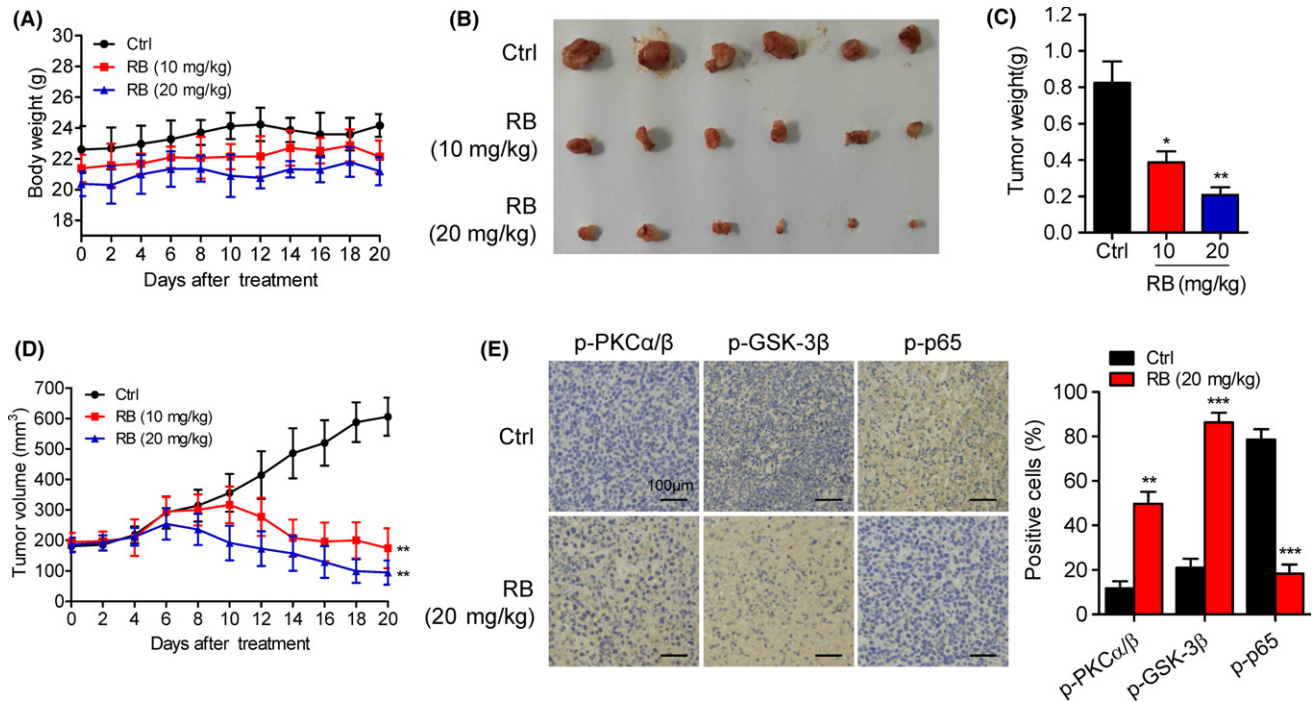 (A)
30
28
26
24
22
20
18
Body weight (g)
Ctrl
RB (10 mg/kg)
RB (20 mg/kg)
0 2 4 6 8 10 12 14 16 18 20
Days after treatment
(B)
Ctrl
RB
(10 mg/kg)
RB
(20 mg/kg)
(C)
1.2
1.0
0.8
0.6
0.4
0.2
0.0
Tumor weight(g)
*
**
Ctrl 10 20
RB (mg/kg)
(D)
700
600
500
400
300
200
100
0
Tumor volume (mm³)
Ctrl
RB (10 mg/kg)
RB (20 mg/kg)
**
**
0 2 4 6 8 10 12 14 16 18 20
Days after treatment
(E)
p-PKCα/β p-GSK-3β p-p65
Ctrl
100μm
RB
(20 mg/kg)
Ctrl
RB (20 mg/kg)
100
80
60
40
20
0
Positive cells (%)
**
***
***
p-PKCα/β
p-GSK-3β
p-p65